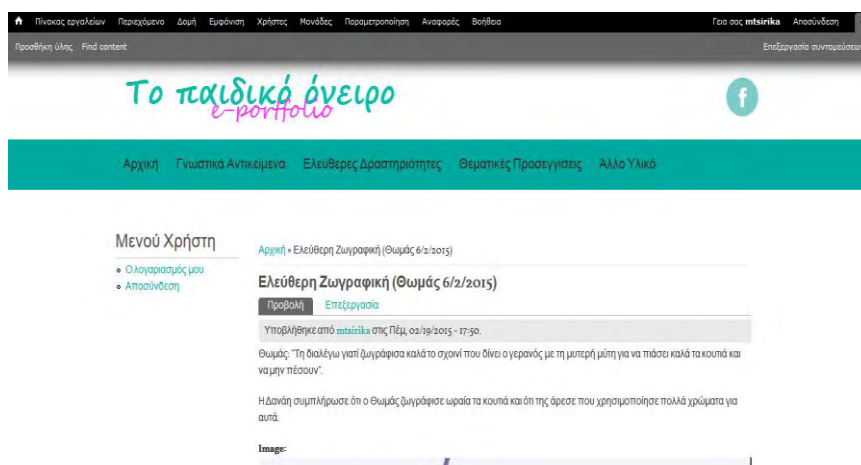 Πίνακας εργαλείων Περιεχόμενο Δομή Εμφάνιση Χρήστες Μονάδες Παραμετροποίηση Αναφορές Βοήθεια Γεια σας mtsirika Αποσύνδεση
Προσθήκη ύλης Find content Επεξεργασία συντομεύσεων
Το παιδικό όνειρο
e-portfolio
f
Αρχική Γνωστικά Αντικείμενα Ελεύθερες Δραστηριότητες Θεματικές Προσεγγίσεις Άλλο Υλικό
Μενού Χρήστη
Ο λογαριασμός μου
Αποσύνδεση
Αρχική » Ελεύθερη Ζωγραφική (Θωμάς 6/2/2015)
Ελεύθερη Ζωγραφική (Θωμάς 6/2/2015)
Προβολή Επεξεργασία
Υποβλήθηκε από mtsirika στις Πέμ, 02/19/2015 - 17:50.
Θωμάς: "Τη διαλέγω γιατί ζωγράφισα καλά το σχοινί που δίνει ο γερανός με τη μυτερή μύτη για να πιάσει καλά τα κουτιά και
να μην πέσουν".
Η Δανάη συμπλήρωσε ότι ο Θωμάς ζωγράφισε ωραία τα κουτιά και ότι της άρεσε που χρησιμοποίησε πολλά χρώματα για
αυτά.
Image: